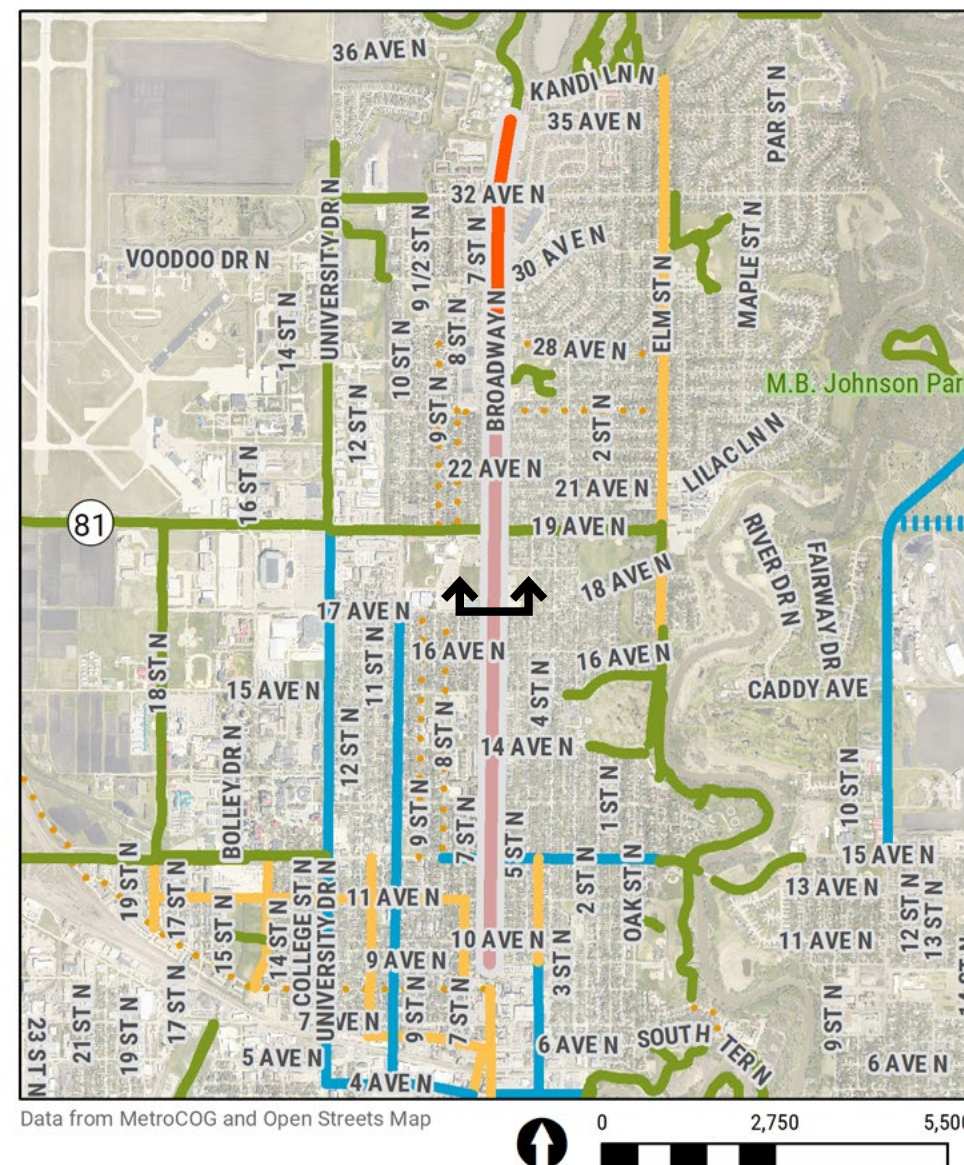 36 AVE N
KANDI LN N
35 AVE N
PAR ST N
32 AVE N
UNIVERSITY DR N
9 1/2 ST N
7 ST N
30 AVE N
MAPLE ST N
VOODOO DR N
ELM ST N
14 ST N
8 ST N
BROADWAY N
10 ST N
28 AVE N
M.B. Johnson Par
12 ST N
9 ST N
2 ST N
LILAC LN N
22 AVE N
16 ST N
21 AVE N
81
19 AVE N
RIVER DR N
FAIRWAY DR
18 AVE N
17 AVE N
11 ST N
16 AVE N
16 AVE N
18 ST N
15 AVE N
4 ST N
CADDY AVE
12 ST N
8 ST N
14 AVE N
BOLLEY DR N
9 ST N
7 ST N
1 ST N
10 ST N
5 ST N
15 AVE N
19 ST N
17 ST N
COLLEGE ST N
UNIVERSITY DR N
2 ST N
OAK ST N
13 AVE N
12 ST N
13 ST N
15 ST N
14 ST N
11 AVE N
10 AVE N
11 AVE N
9 AVE N
3 ST N
17 ST N
9 ST N
7 ST N
14 ST N
23 ST N
21 ST N
19 ST N
5 AVE N
4 AVE N
6 AVE N
SOUTH TER N
9 ST N
6 AVE N
Data from MetroCOG and Open Streets Map
0 2,750 5,500